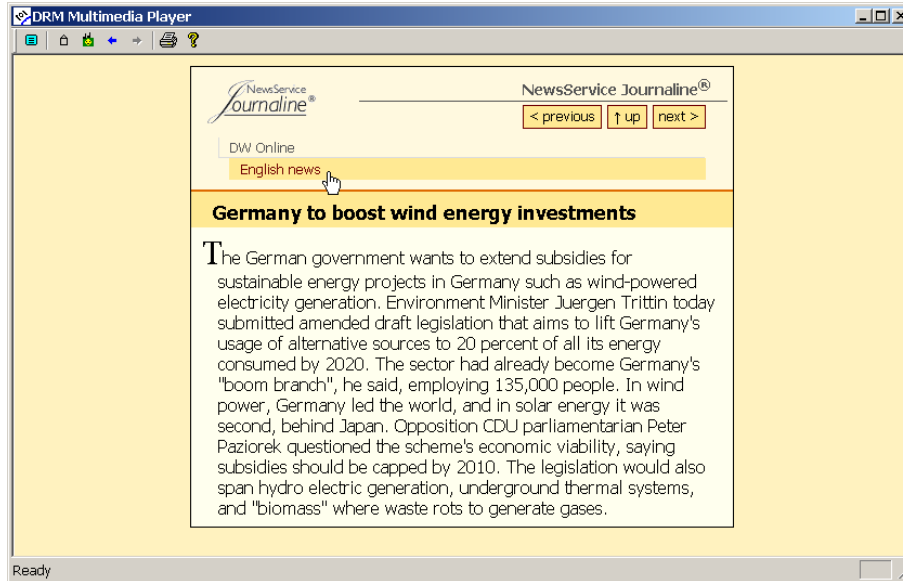 DRM Multimedia Player
NewsService
Journaline®
NewsService Journaline®
< previous
↑ up
next >
DW Online
English news
Germany to boost wind energy investments
The German government wants to extend subsidies for
sustainable energy projects in Germany such as wind-powered
electricity generation. Environment Minister Juergen Trittin today
submitted amended draft legislation that aims to lift Germany's
usage of alternative sources to 20 percent of all its energy
consumed by 2020. The sector had already become Germany's
"boom branch", he said, employing 135,000 people. In wind
power, Germany led the world, and in solar energy it was
second, behind Japan. Opposition CDU parliamentarian Peter
Paziorek questioned the scheme's economic viability, saying
subsidies should be capped by 2010. The legislation would also
span hydro electric generation, underground thermal systems,
and "biomass" where waste rots to generate gases.
Ready